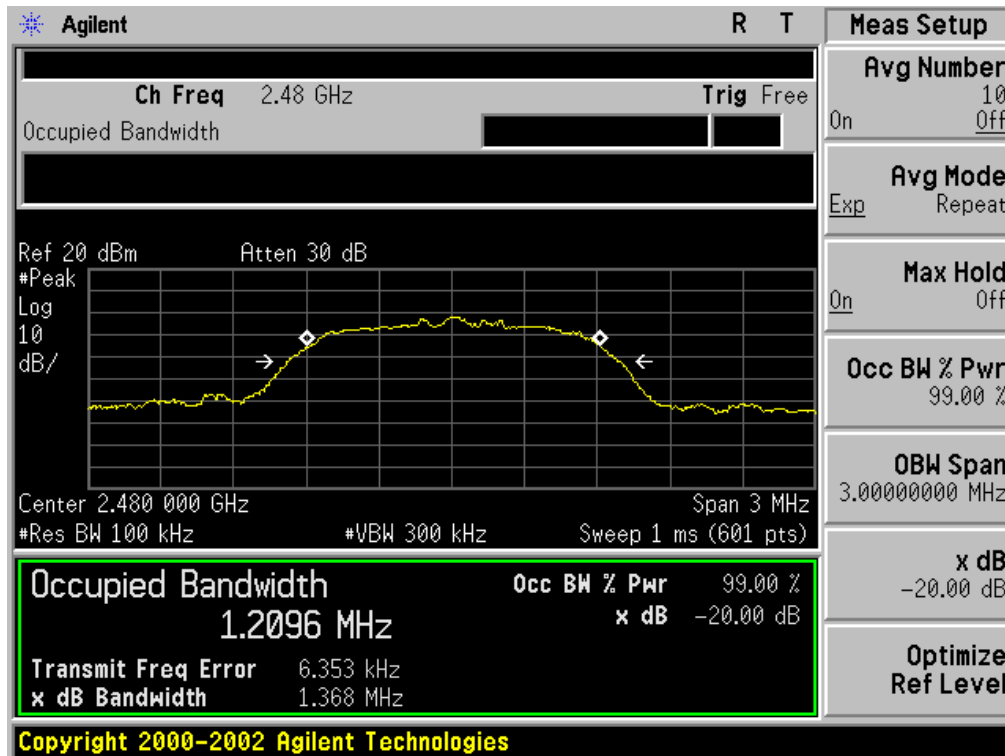 Agilent R T
Ch Freq 2.48 GHz Trig Free
Occupied Bandwidth
Ref 20 dBm Atten 30 dB
#Peak
Log
10
dB/
Center 2.480 000 GHz Span 3 MHz
#Res BW 100 kHz #VBW 300 kHz Sweep 1 ms (601 pts)
Occupied Bandwidth Occ BW % Pwr 99.00 %
1.2096 MHz x dB -20.00 dB
Transmit Freq Error 6.353 kHz
x dB Bandwidth 1.368 MHz
Copyright 2000-2002 Agilent Technologies
Meas Setup
Avg Number
10
On Off
Avg Mode
Exp Repeat
Max Hold
On Off
Occ BW % Pwr
99.00 %
OBW Span
3.00000000 MHz
x dB
-20.00 dB
Optimize
Ref Level